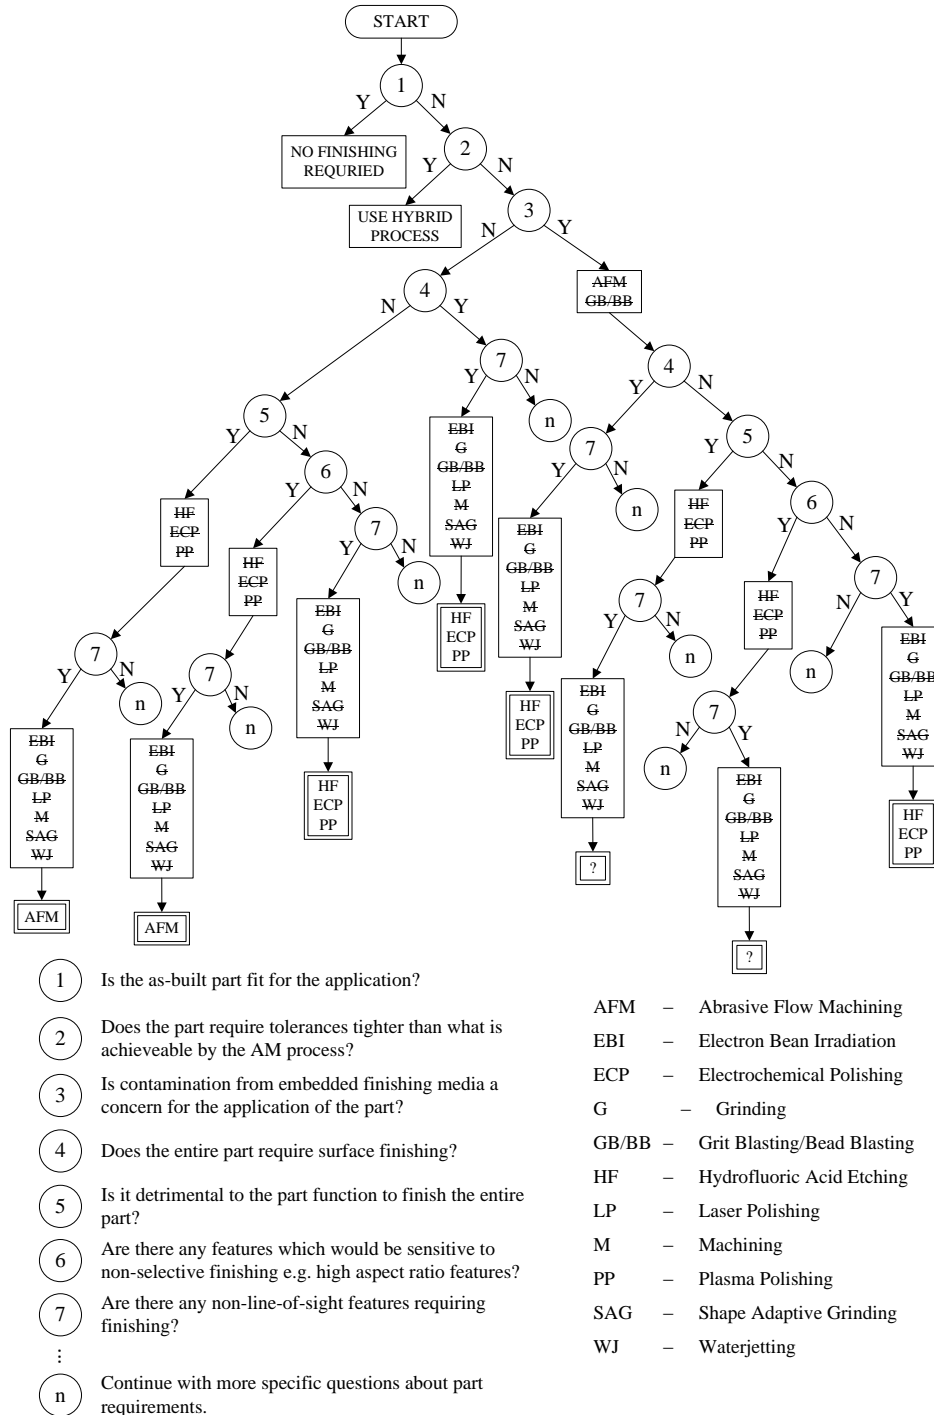 START
1
Y
N
NO FINISHING
REQURIED
2
Y
N
USE HYBRID
PROCESS
3
N
Y
AFM
GB/BB
4
N
Y
7
Y
N
n
4
Y
N
5
Y
N
EBI
G
GB/BB
LP
M
SAG
WJ
7
Y
N
n
5
Y
N
6
Y
N
HF
ECP
PP
6
Y
N
HF
ECP
PP
7
Y
N
n
HF
ECP
PP
EBI
G
GB/BB
LP
M
SAG
WJ
7
N
Y
n
HF
ECP
PP
7
Y
N
n
HF
ECP
PP
EBI
G
GB/BB
LP
M
SAG
WJ
HF
ECP
PP
7
Y
N
n
7
Y
N
n
EBI
G
GB/BB
LP
M
SAG
WJ
HF
ECP
PP
EBI
G
GB/BB
LP
M
SAG
WJ
7
N
Y
n
EBI
G
GB/BB
LP
M
SAG
WJ
EBI
G
GB/BB
LP
M
SAG
WJ
HF
ECP
PP
EBI
G
GB/BB
LP
M
SAG
WJ
HF
ECP
PP
?
AFM
AFM
?
1 Is the as-built part fit for the application?
2 Does the part require tolerances tighter than what is
achieveable by the AM process?
3 Is contamination from embedded finishing media a
concern for the application of the part?
4 Does the entire part require surface finishing?
5 Is it detrimental to the part function to finish the entire
part?
6 Are there any features which would be sensitive to
non-selective finishing e.g. high aspect ratio features?
7 Are there any non-line-of-sight features requiring
finishing?
⋮
n Continue with more specific questions about part
requirements.
AFM – Abrasive Flow Machining
EBI – Electron Bean Irradiation
ECP – Electrochemical Polishing
G – Grinding
GB/BB – Grit Blasting/Bead Blasting
HF – Hydrofluoric Acid Etching
LP – Laser Polishing
M – Machining
PP – Plasma Polishing
SAG – Shape Adaptive Grinding
WJ – Waterjetting